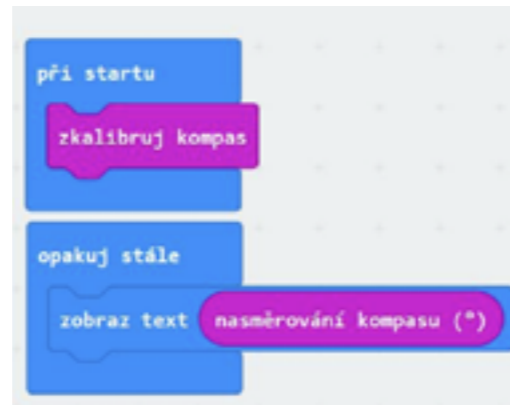 při startu
zkalibruj kompas
opakuj stále
zobraz text nasměrování kompasu (°)